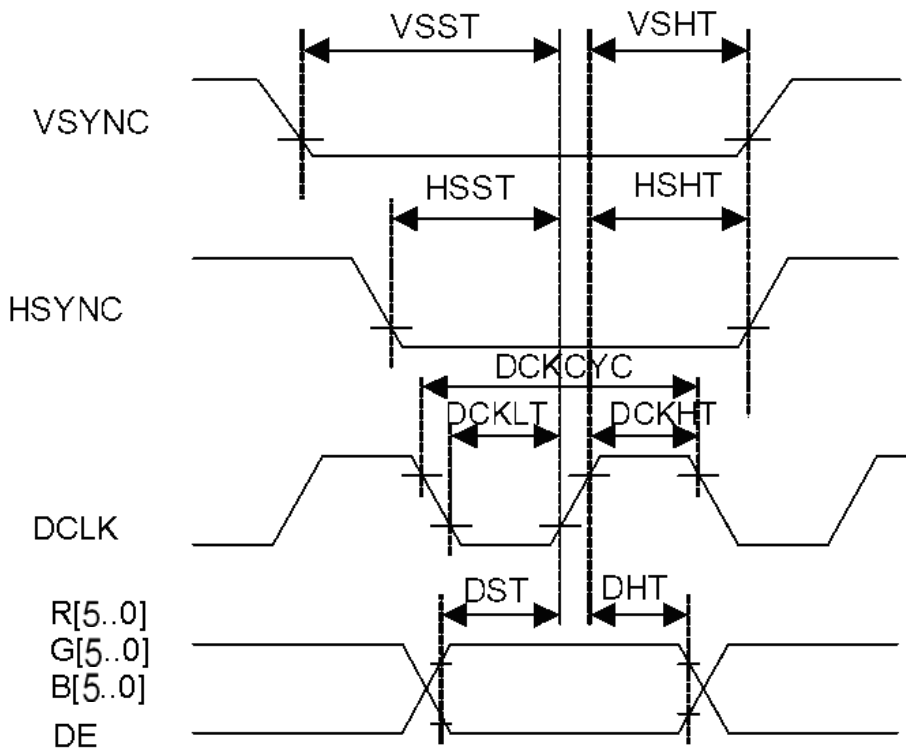 VSST VSHT
VSYNC
HSST HSHT
HSYNC
DCKCYC
DCKLT DCKHT
DCLK
DST DHT
R[5..0]
G[5..0]
B[5..0]
DE